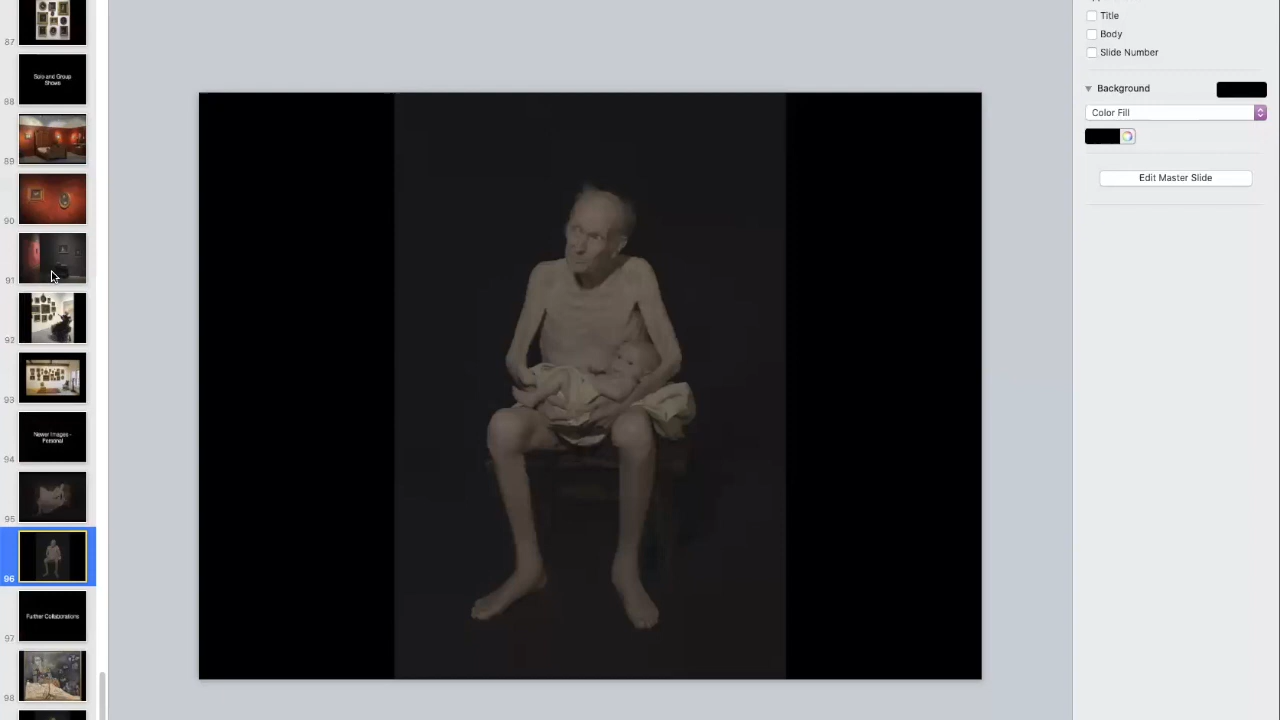 87
Solo and Group
Shows
88
89
90
91
92
93
Newer Images -
Personal
94
95
96
Further Collaborations
97
98
Title
Body
Slide Number
Background
Color Fill
Edit Master Slide